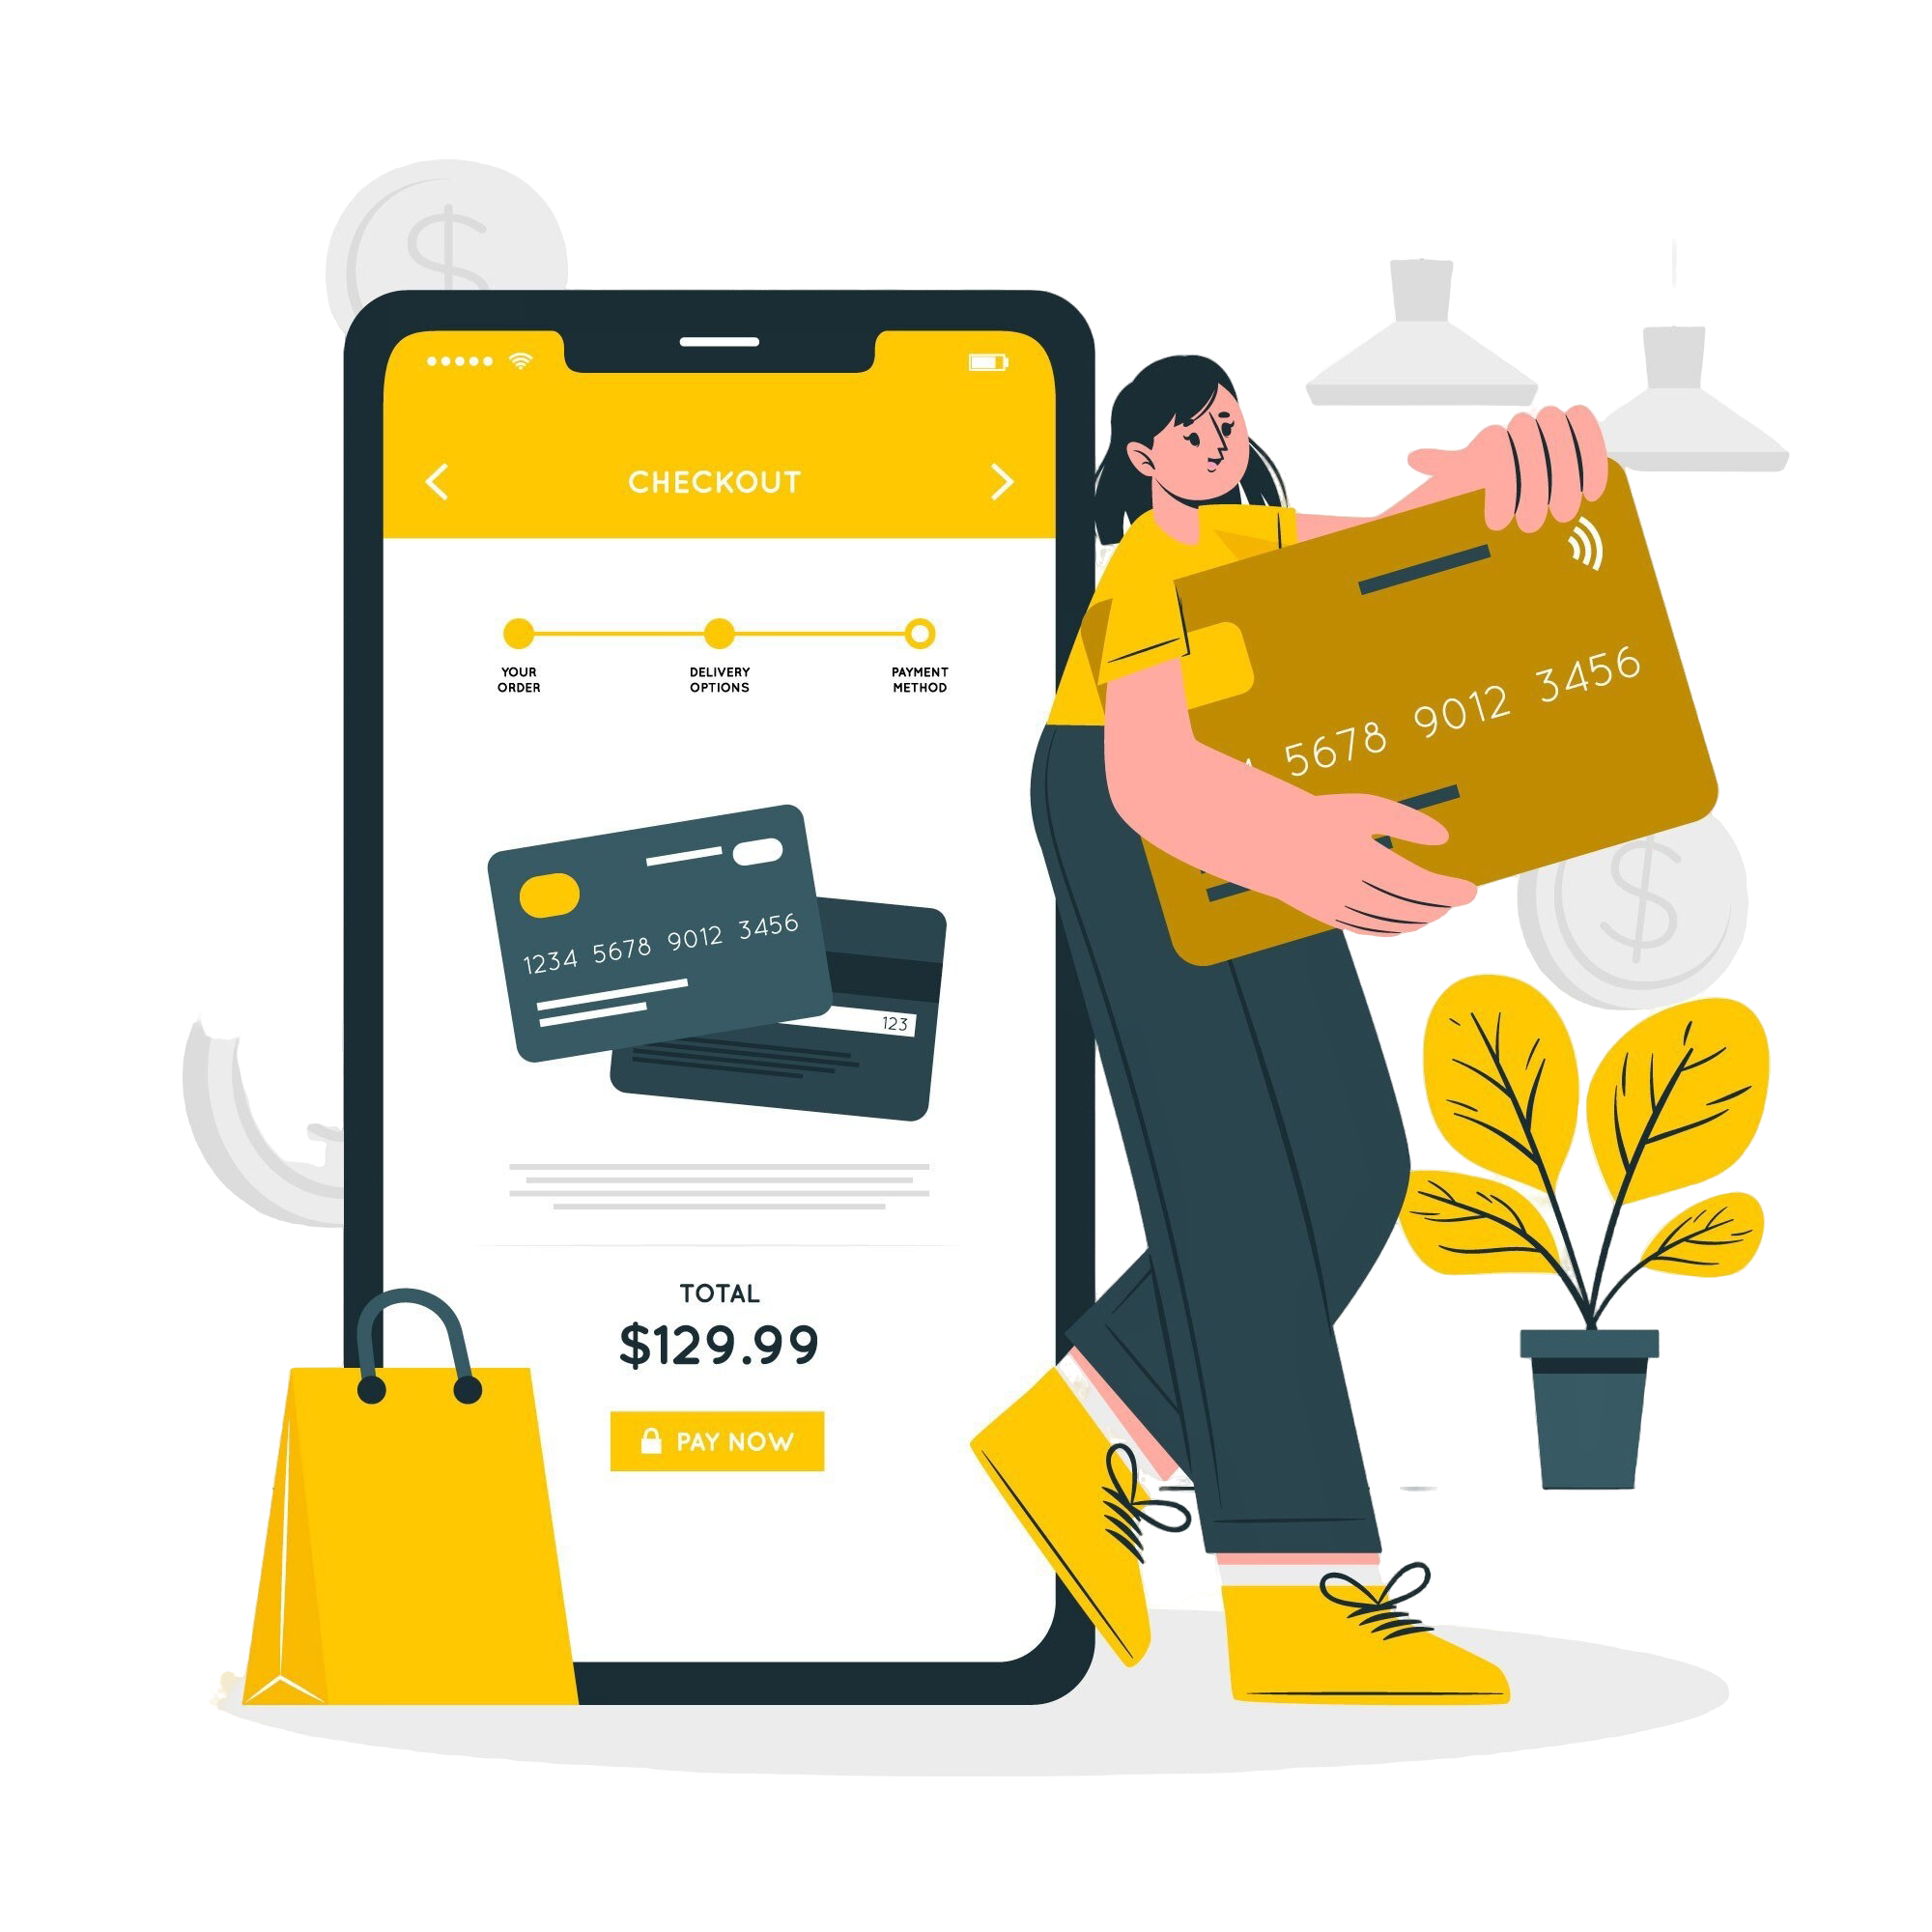 $
CHECKOUT
YOUR
ORDER
DELIVERY
OPTIONS
PAYMENT
METHOD
1234 5678 9012 3456
123
TOTAL
$129.99
PAY NOW
5678 9012 3456
$